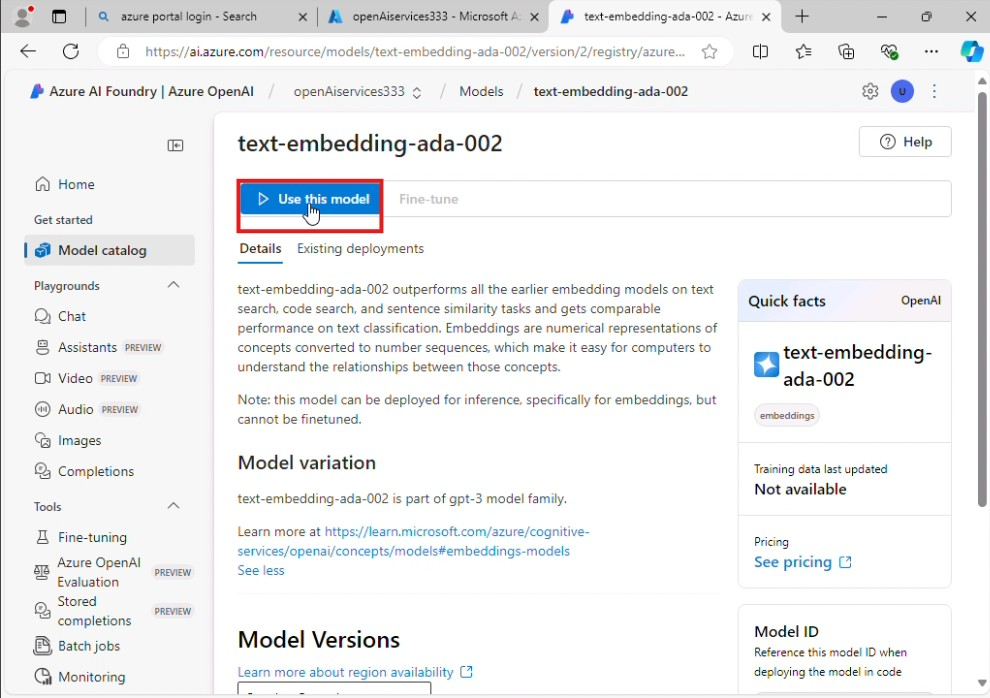 azure portal login - Search
openAiservices333 - Microsoft A
text-embedding-ada-002 - Azur
https://ai.azure.com/resource/models/text-embedding-ada-002/version/2/registry/azure...
Azure AI Foundry | Azure OpenAI / openAiservices333 / Models / text-embedding-ada-002
U
text-embedding-ada-002
Help
Use this model
Fine-tune
Details
Existing deployments
Home
Get started
Model catalog
Playgrounds
Chat
Assistants PREVIEW
Video PREVIEW
Audio PREVIEW
Images
Completions
Tools
Fine-tuning
Azure OpenAI
Evaluation
PREVIEW
Stored
completions
PREVIEW
Batch jobs
Monitoring
text-embedding-ada-002 outperforms all the earlier embedding models on text
search, code search, and sentence similarity tasks and gets comparable
performance on text classification. Embeddings are numerical representations of
concepts converted to number sequences, which make it easy for computers to
understand the relationships between those concepts.
Note: this model can be deployed for inference, specifically for embeddings, but
cannot be finetuned.
Model variation
text-embedding-ada-002 is part of gpt-3 model family.
Learn more at https://learn.microsoft.com/azure/cognitive-
services/openai/concepts/models#embeddings-models
See less
Model Versions
Learn more about region availability
Quick facts
OpenAI
text-embedding-
ada-002
embeddings
Training data last updated
Not available
Pricing
See pricing
Model ID
Reference this model ID when
deploying the model in code